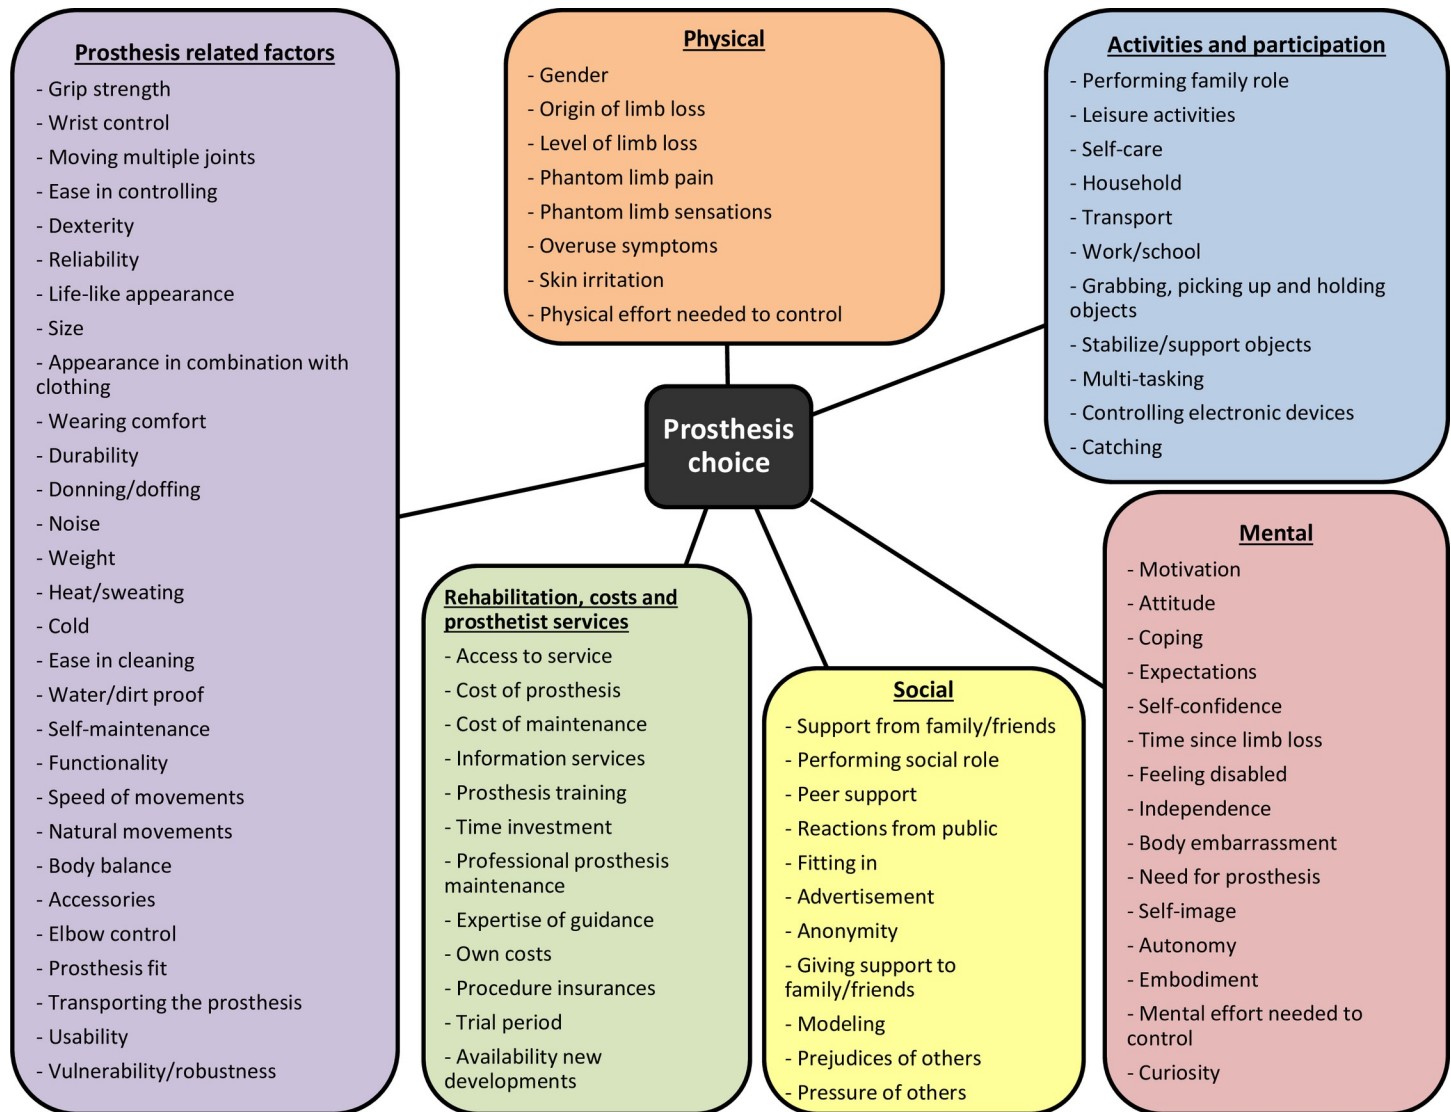 Prosthesis related factors
- Grip strength
- Wrist control
- Moving multiple joints
- Ease in controlling
- Dexterity
- Reliability
- Life-like appearance
- Size
- Appearance in combination with
clothing
- Wearing comfort
- Durability
- Donning/doffing
- Noise
- Weight
- Heat/sweating
- Cold
- Ease in cleaning
- Water/dirt proof
- Self-maintenance
- Functionality
- Speed of movements
- Natural movements
- Body balance
- Accessories
- Elbow control
- Prosthesis fit
- Transporting the prosthesis
- Usability
- Vulnerability/robustness
Physical
- Gender
- Origin of limb loss
- Level of limb loss
- Phantom limb pain
- Phantom limb sensations
- Overuse symptoms
- Skin irritation
- Physical effort needed to control
Activities and participation
- Performing family role
- Leisure activities
- Self-care
- Household
- Transport
- Work/school
- Grabbing, picking up and holding
objects
- Stabilize/support objects
- Multi-tasking
- Controlling electronic devices
- Catching
Prosthesis
choice
Rehabilitation, costs and
prosthetist services
- Access to service
- Cost of prosthesis
- Cost of maintenance
- Information services
- Prosthesis training
- Time investment
- Professional prosthesis
maintenance
- Expertise of guidance
- Own costs
- Procedure insurances
- Trial period
- Availability new
developments
Social
- Support from family/friends
- Performing social role
- Peer support
- Reactions from public
- Fitting in
- Advertisement
- Anonymity
- Giving support to
family/friends
- Modeling
- Prejudices of others
- Pressure of others
Mental
- Motivation
- Attitude
- Coping
- Expectations
- Self-confidence
- Time since limb loss
- Feeling disabled
- Independence
- Body embarrassment
- Need for prosthesis
- Self-image
- Autonomy
- Embodiment
- Mental effort needed to
control
- Curiosity